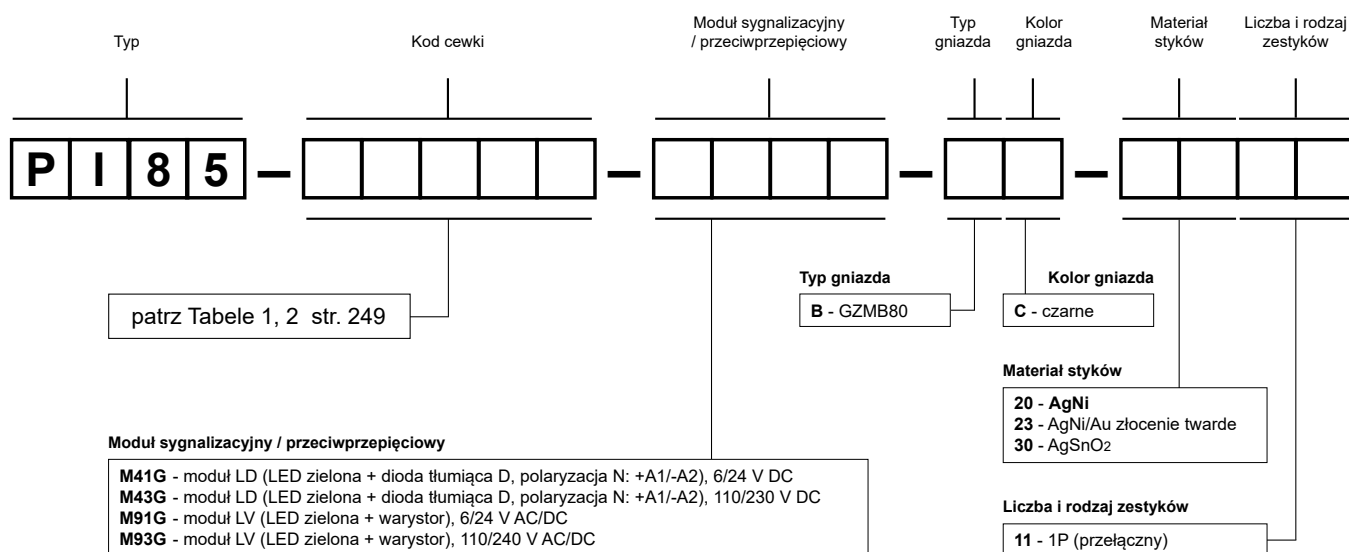 Typ
Kod cewki
Moduł sygnalizacyjny
/ przeciwprzepięciowy
Typ
gniazda
Kolor
gniazda
Materiał
styków
Liczba i rodzaj
zestyków
P I 8 5 – – – –
patrz Tabele 1, 2 str. 249
Typ gniazda
B - GZMB80
Kolor gniazda
C - czarne
Materiał styków
20 - AgNi
23 - AgNi/Au złocenie twarde
30 - AgSnO2
Moduł sygnalizacyjny / przeciwprzepięciowy
M41G - moduł LD (LED zielona + dioda tłumiąca D, polaryzacja N: +A1/-A2), 6/24 V DC
M43G - moduł LD (LED zielona + dioda tłumiąca D, polaryzacja N: +A1/-A2), 110/230 V DC
M91G - moduł LV (LED zielona + warystor), 6/24 V AC/DC
M93G - moduł LV (LED zielona + warystor), 110/240 V AC/DC
Liczba i rodzaj zestyków
11 - 1P (przełączny)